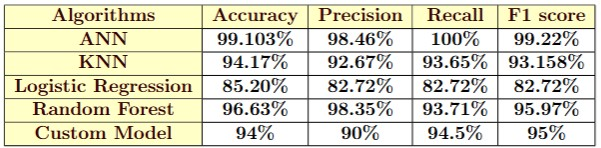 Algorithms Accuracy Precision Recall F1 score
ANN 99.103% 98.46% 100% 99.22%
KNN 94.17% 92.67% 93.65% 93.158%
Logistic Regression 85.20% 82.72% 82.72% 82.72%
Random Forest 96.63% 98.35% 93.71% 95.97%
Custom Model 94% 90% 94.5% 95%